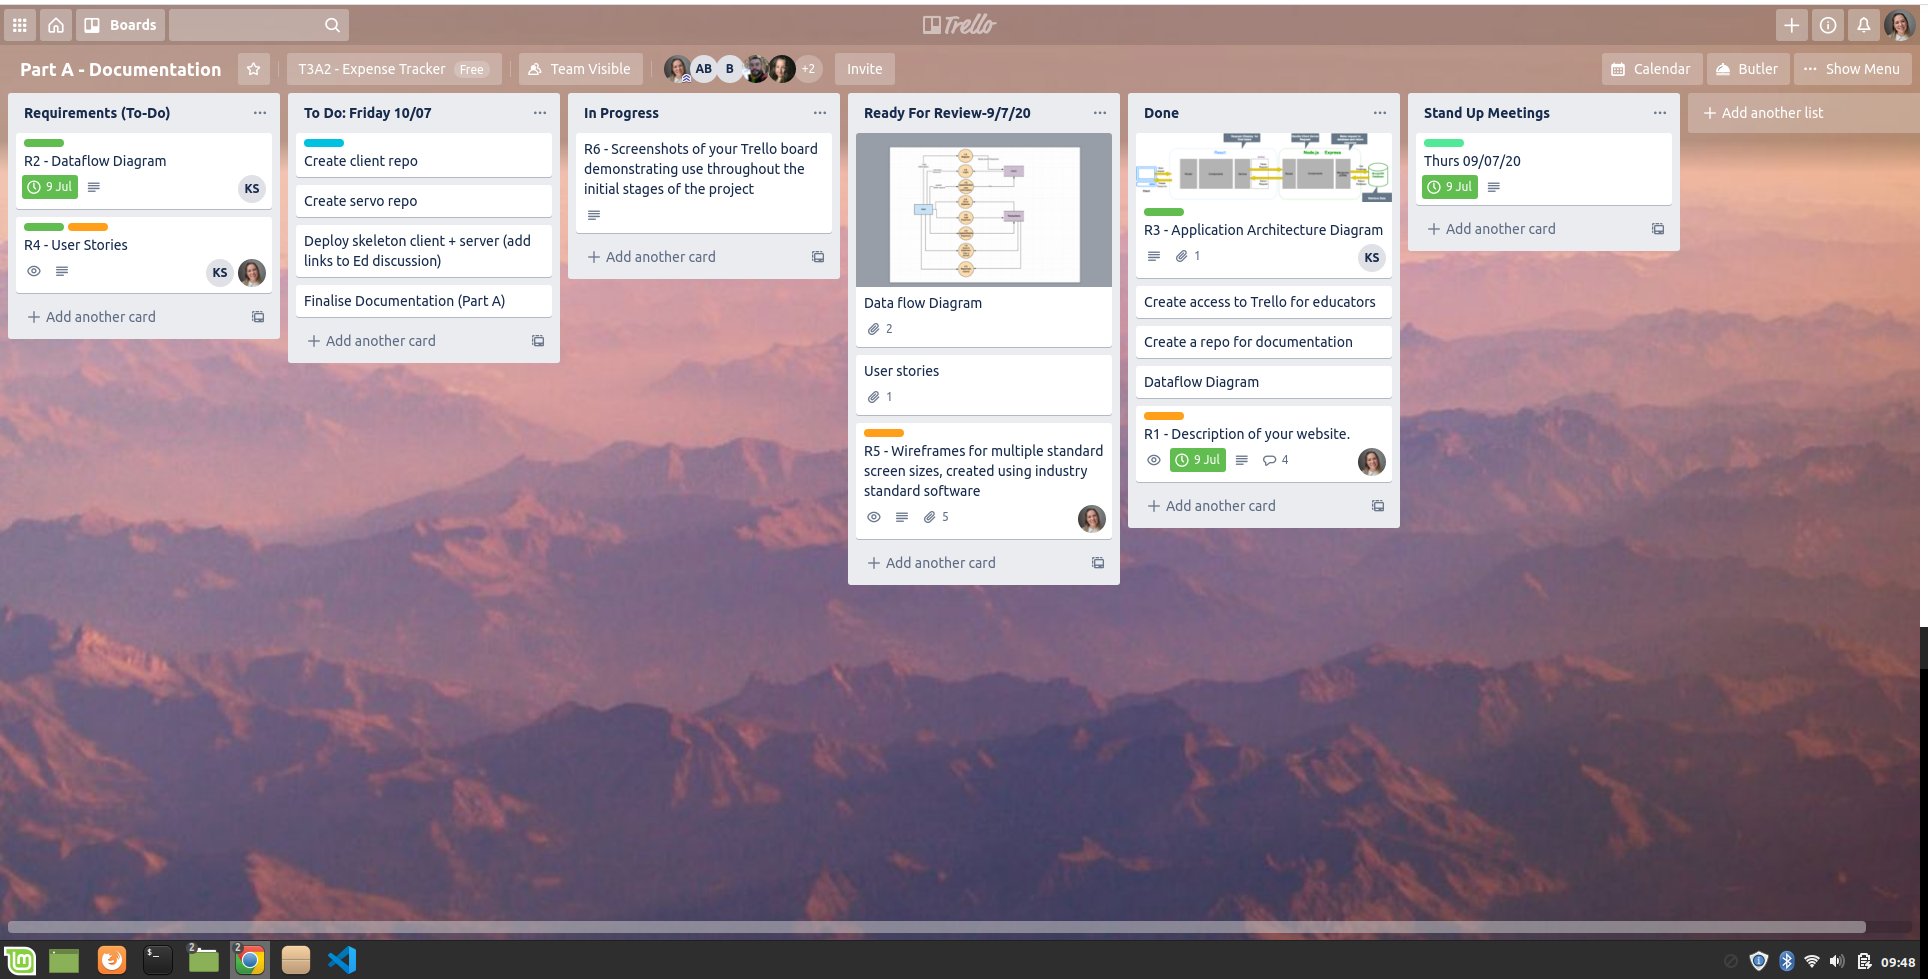 Boards
Trello
Part A - Documentation
T3A2 - Expense Tracker Free
Team Visible
AB
B
+2
Invite
Calendar
Butler
Show Menu
Requirements (To-Do)
R2 - Dataflow Diagram
9 Jul
KS
R4 - User Stories
KS
Add another card
To Do: Friday 10/07
Create client repo
Create servo repo
Deploy skeleton client + server (add
links to Ed discussion)
Finalise Documentation (Part A)
Add another card
In Progress
R6 - Screenshots of your Trello board
demonstrating use throughout the
initial stages of the project
Add another card
Ready For Review-9/7/20
Data flow Diagram
2
User stories
1
R5 - Wireframes for multiple standard
screen sizes, created using industry
standard software
5
Add another card
Done
React
Node.js Express
R3 - Application Architecture Diagram
1
KS
Create access to Trello for educators
Create a repo for documentation
Dataflow Diagram
R1 - Description of your website.
9 Jul
4
Add another card
Stand Up Meetings
Thurs 09/07/20
9 Jul
Add another card
Add another list
2
2
09:48